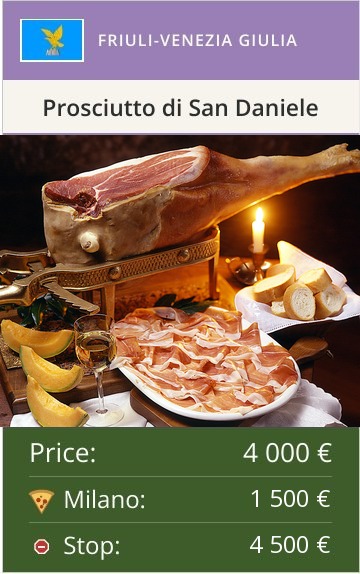 FRIULI-VENEZIA GIULIA
Prosciutto di San Daniele
Price: 4 000 €
Milano: 1 500 €
Stop: 4 500 €